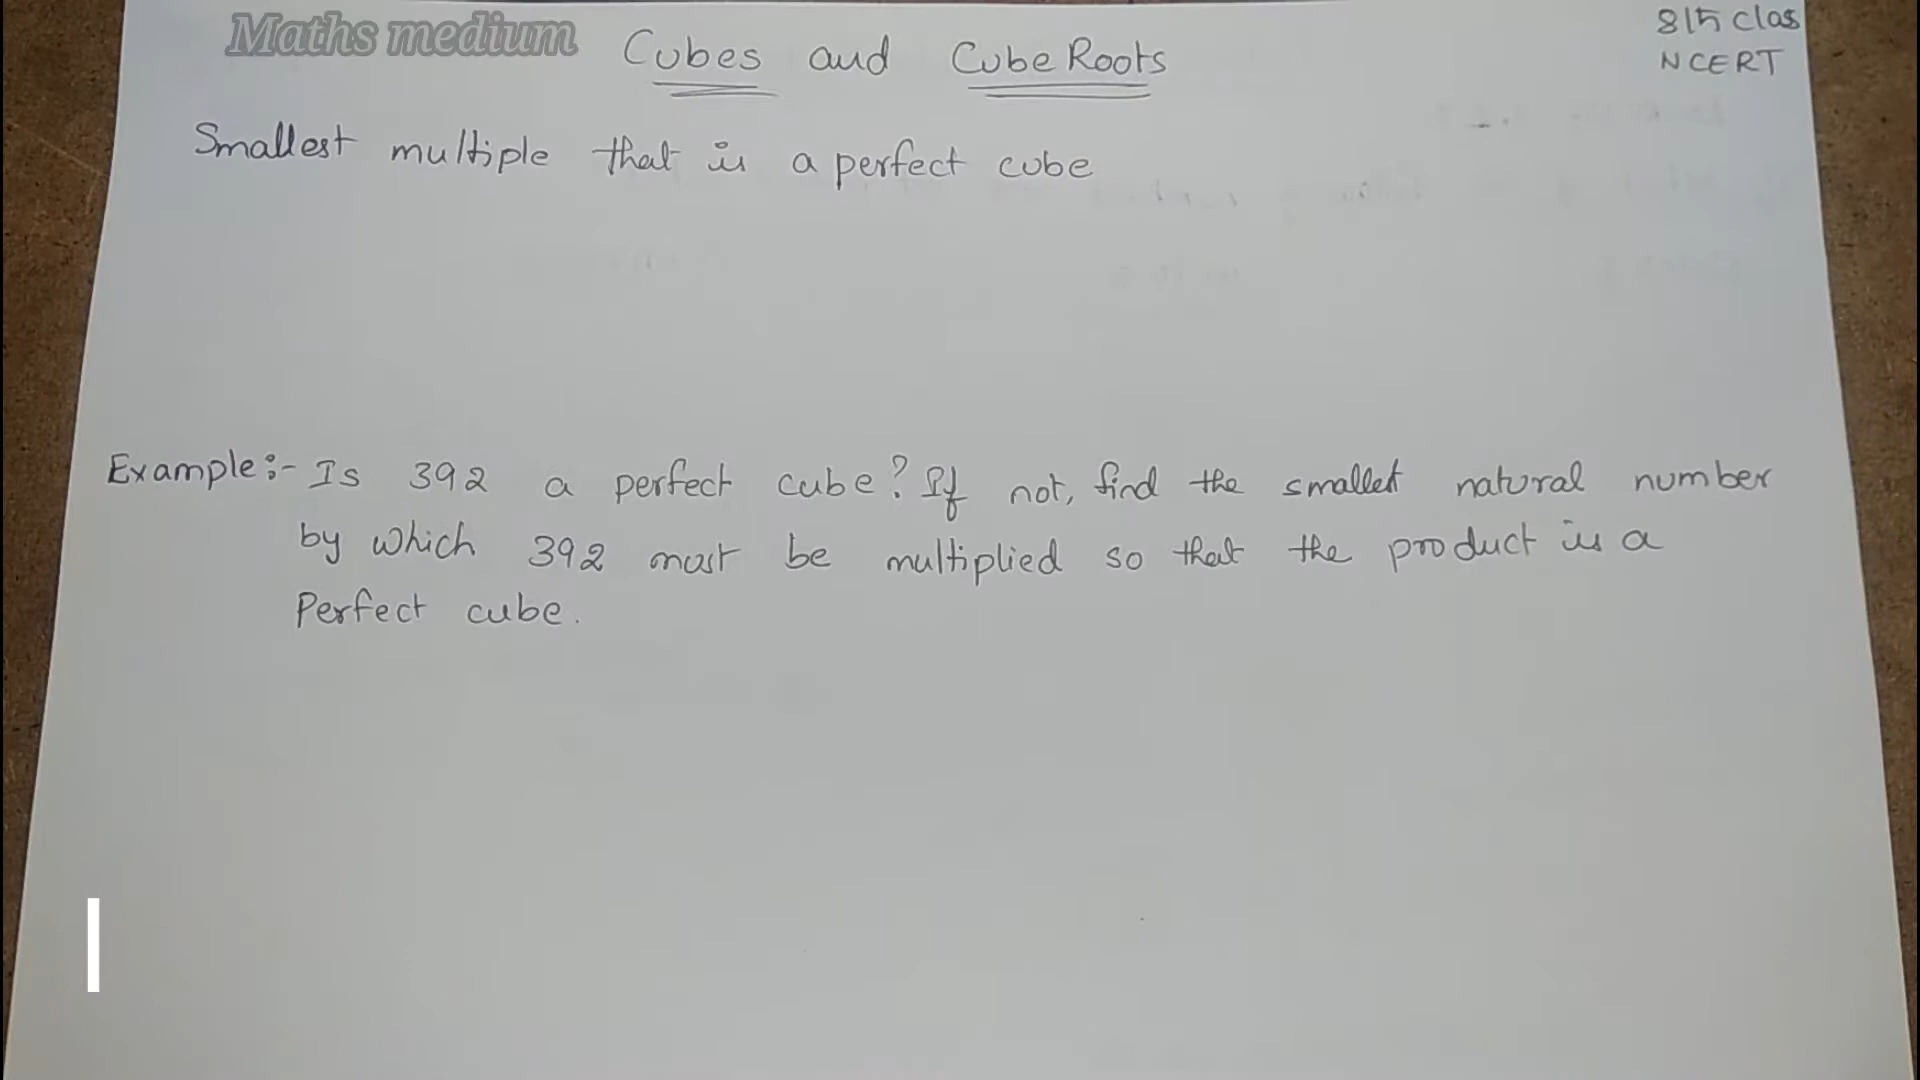 Maths medium
Cubes and Cube Roots
8th Clas
NCERT
Smallest multiple that is a perfect cube
Example:- Is 392 a perfect cube? If not, find the smallest natural number
by which 392 must be multiplied so that the product is a
Perfect cube.